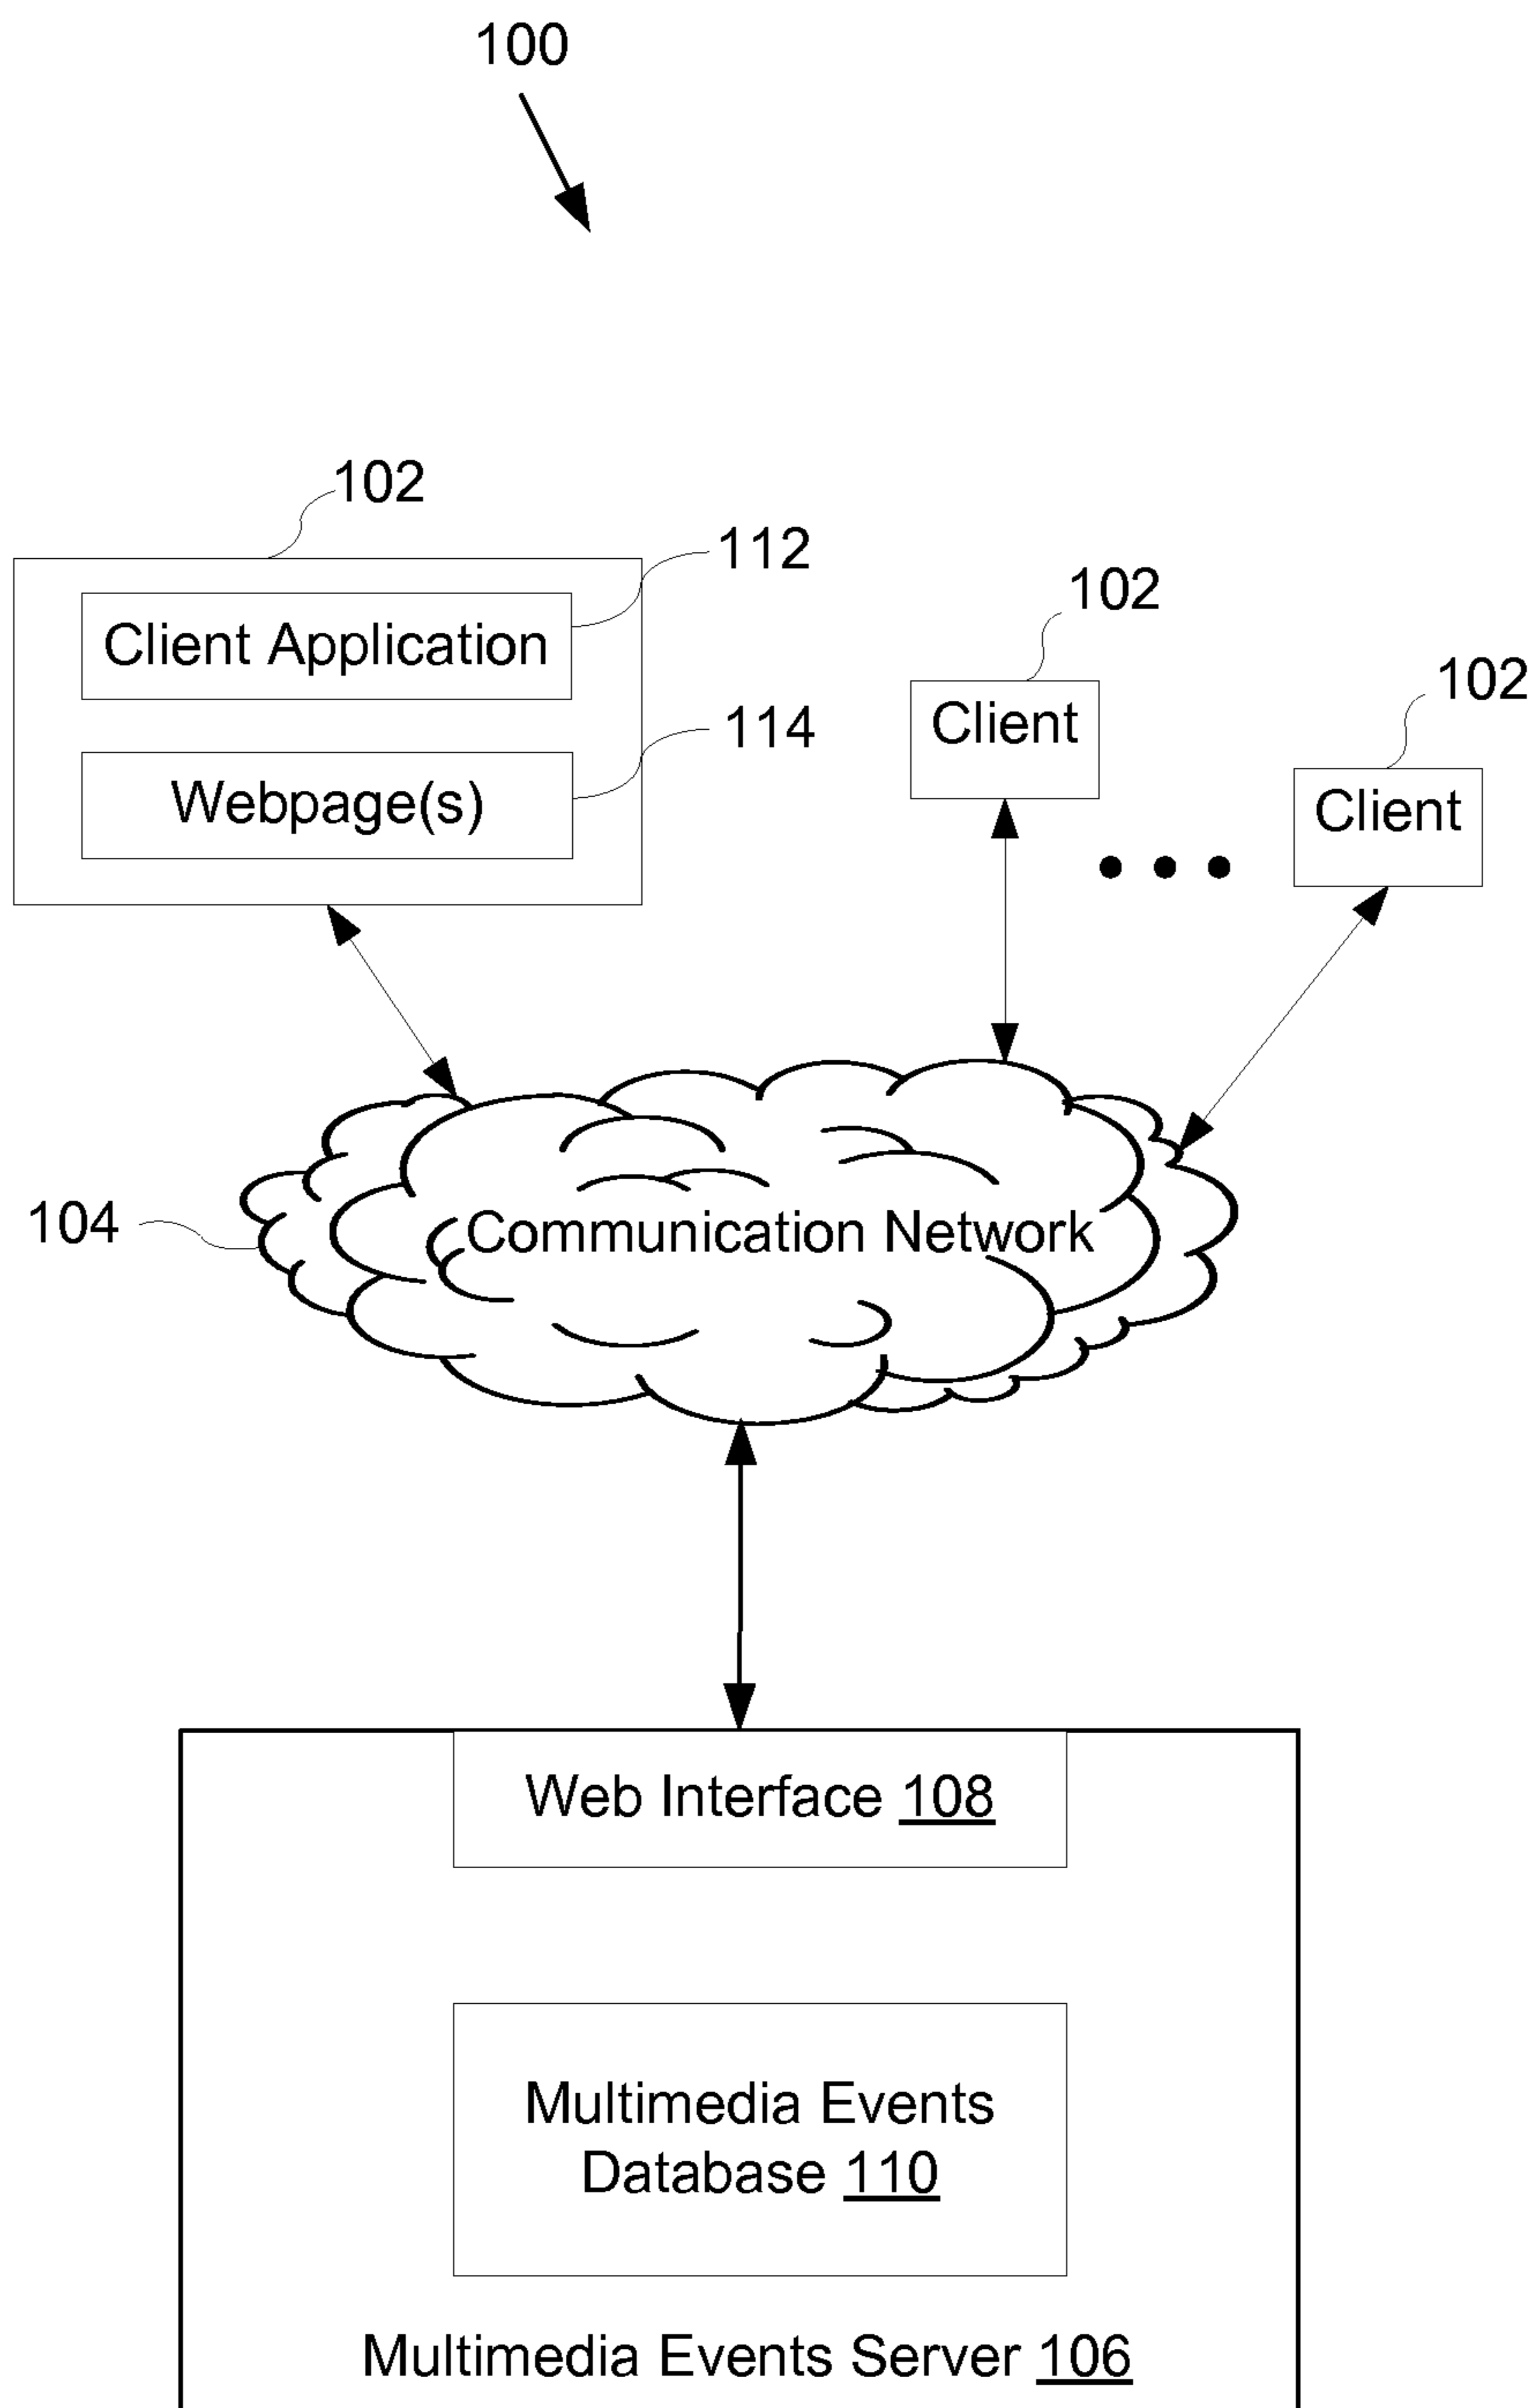 100
102
112
Client Application
102
Client
102
Client
114
Webpage(s)
104
Communication Network
Web Interface 108
Multimedia Events
Database 110
Multimedia Events Server 106